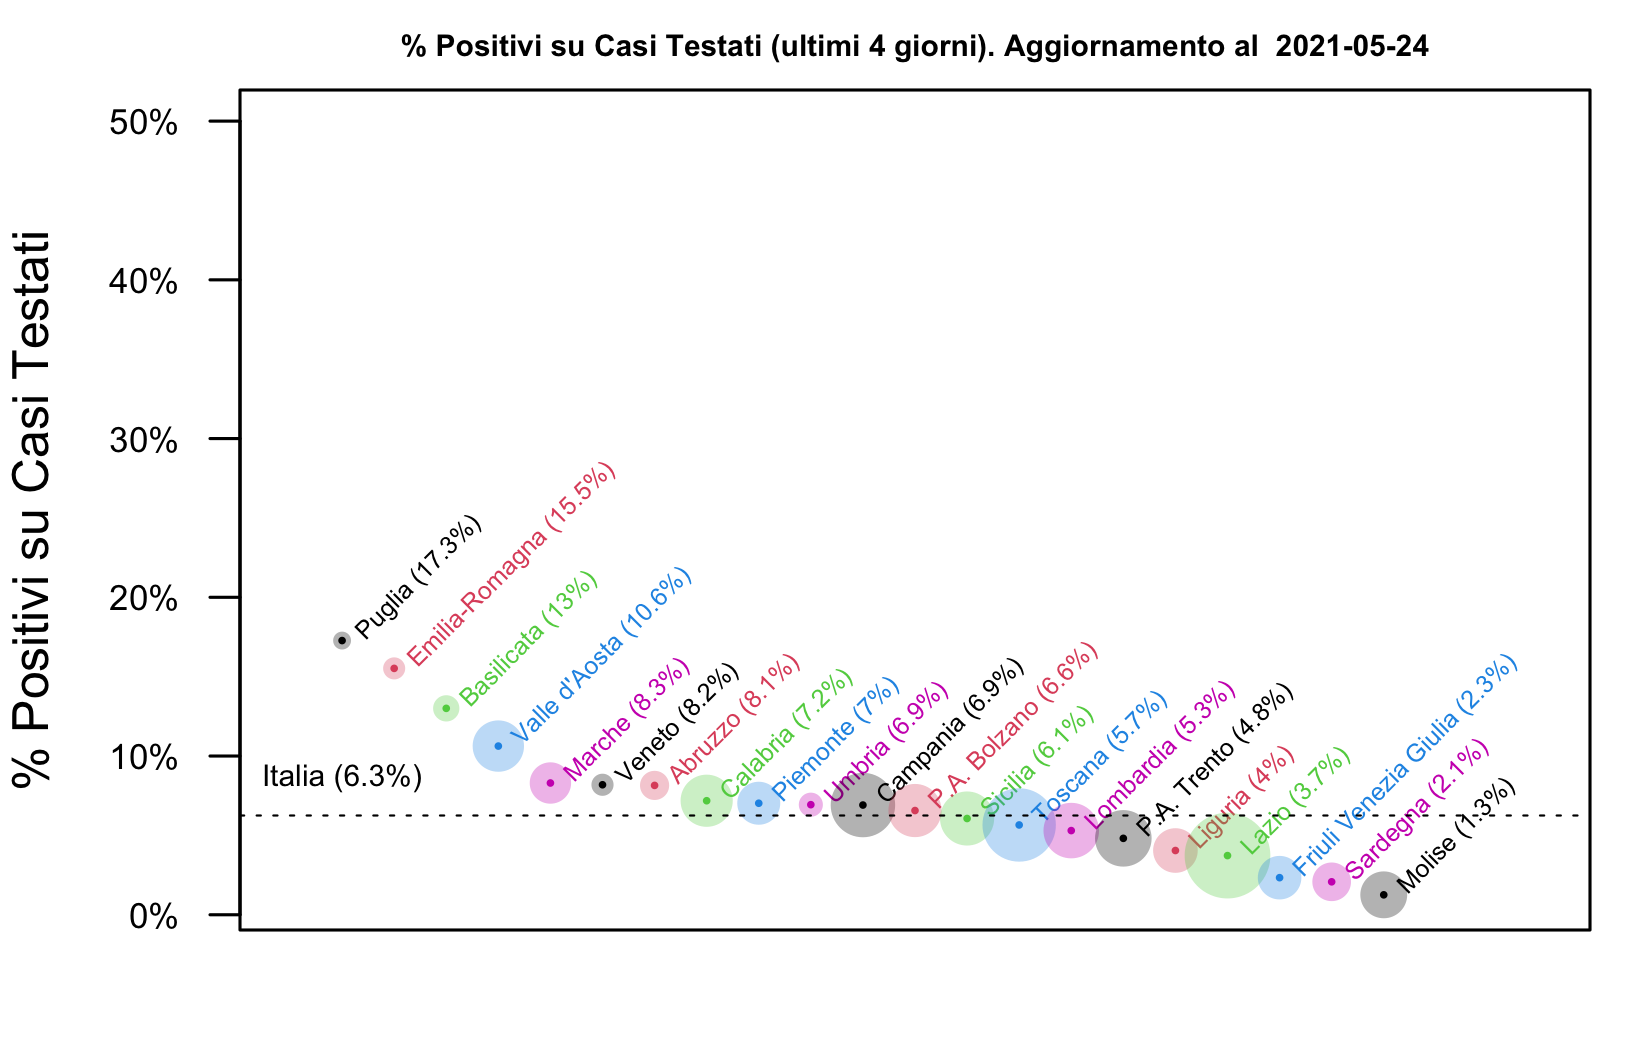 % Positivi su Casi Testati (ultimi 4 giorni). Aggiornamento al  2021-05-24
% Positivi su Casi Testati
50%
40%
30%
20%
10%
0%
Italia (6.3%)
Puglia (17.3%)
Emilia-Romagna (15.5%)
Basilicata (13%)
Valle d'Aosta (10.6%)
Marche (8.3%)
Veneto (8.2%)
Abruzzo (8.1%)
Calabria (7.2%)
Piemonte (7%)
Umbria (6.9%)
Campania (6.9%)
P.A. Bolzano (6.6%)
Sicilia (6.1%)
Toscana (5.7%)
Lombardia (5.3%)
P.A. Trento (4.8%)
Liguria (4%)
Lazio (3.7%)
Friuli Venezia Giulia (2.3%)
Sardegna (2.1%)
Molise (1.3%)